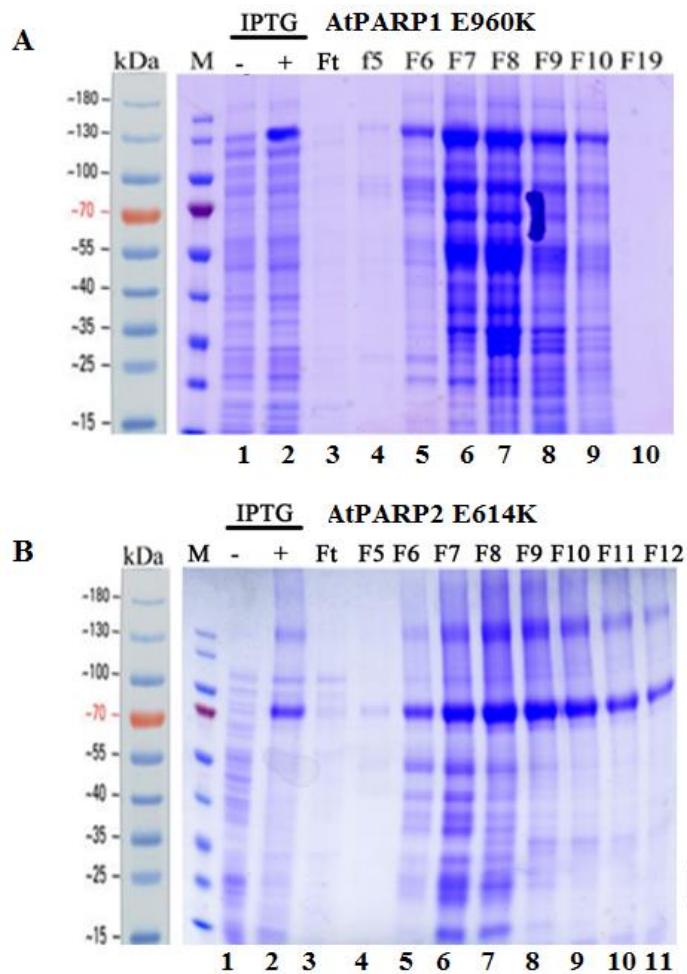 A
IPTG AtPARP1 E960K
kDa M - + Ft f5 F6 F7 F8 F9 F10 F19
~180
~130
~100
~70
~55
~40
~35
~25
~15
1 2 3 4 5 6 7 8 9 10
B
IPTG AtPARP2 E614K
kDa M - + Ft F5 F6 F7 F8 F9 F10 F11 F12
~180
~130
~100
~70
~55
~40
~35
~25
~15
1 2 3 4 5 6 7 8 9 10 11